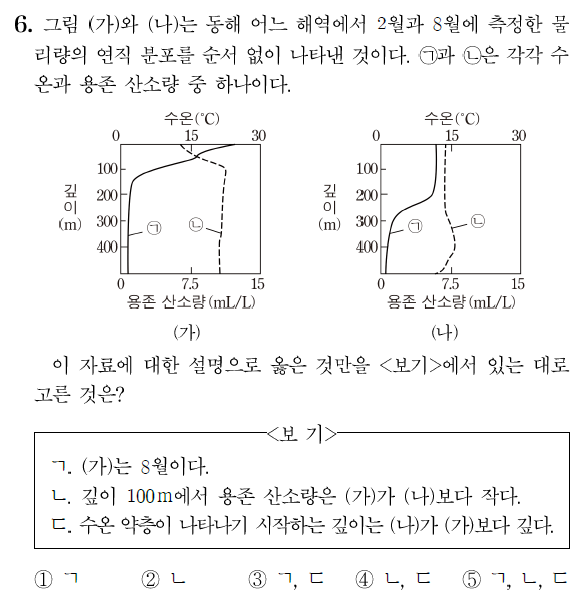 6. 그림 (가)와 (나)는 동해 어느 해역에서 2월과 8월에 측정한 물
리량의 연직 분포를 순서 없이 나타낸 것이다. ㉠과 ㉡은 각각 수
온과 용존 산소량 중 하나이다.
수온(℃)
0 15 30
깊이(m)
100
200
300
400
㉠ ㉡
0 7.5 15
용존 산소량(mL/L)
(가)
수온(℃)
0 15 30
깊이(m)
100
200
300
400
㉠ ㉡
0 7.5 15
용존 산소량(mL/L)
(나)
이 자료에 대한 설명으로 옳은 것만을 <보기>에서 있는 대로
고른 것은?
<보 기>
ㄱ. (가)는 8월이다.
ㄴ. 깊이 100m에서 용존 산소량은 (가)가 (나)보다 작다.
ㄷ. 수온 약층이 나타나기 시작하는 깊이는 (나)가 (가)보다 깊다.
① ㄱ ② ㄴ ③ ㄱ, ㄷ ④ ㄴ, ㄷ ⑤ ㄱ, ㄴ, ㄷ